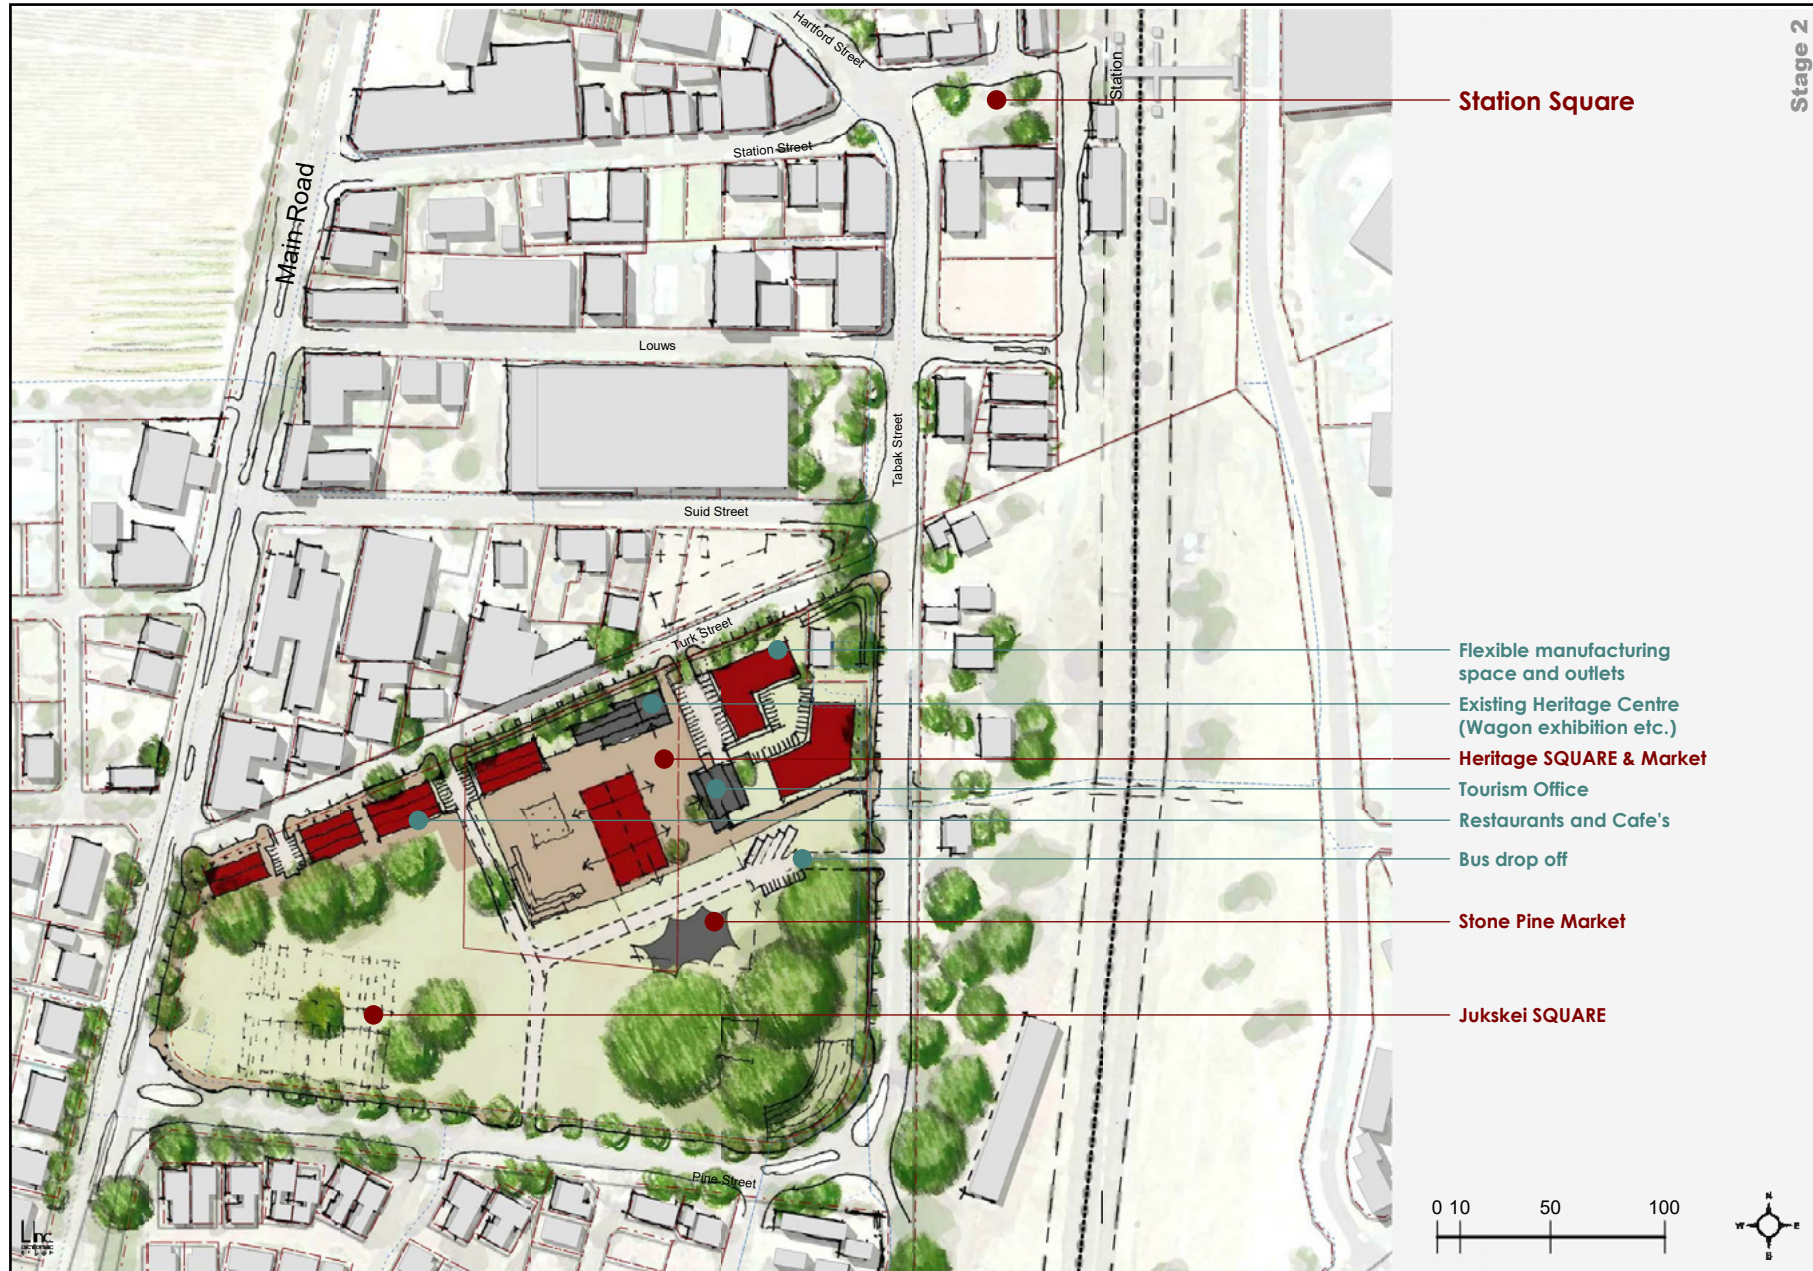 Stage 2
Hartford Street
Station
Station Square
Station Street
Main Road
Louws
Tabak Street
Suid Street
Turk Street
Flexible manufacturing
space and outlets
Existing Heritage Centre
(Wagon exhibition etc.)
Heritage SQUARE & Market
Tourism Office
Restaurants and Cafe's
Bus drop off
Stone Pine Market
Jukskei SQUARE
Pine Street
0 10 50 100
N
W E
S